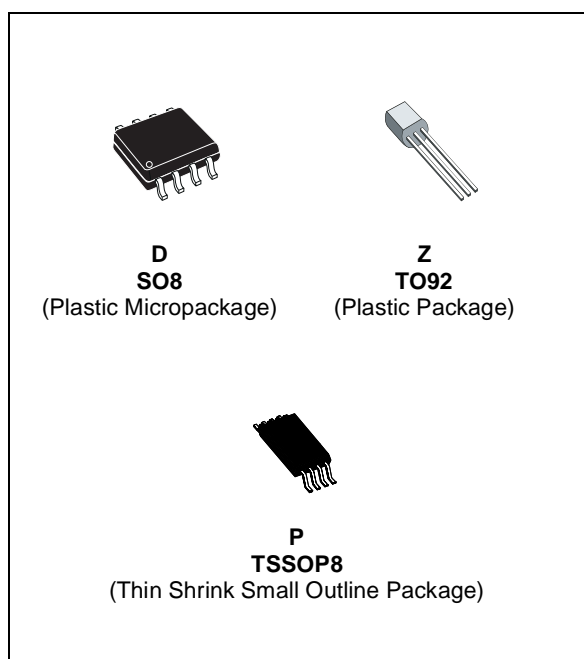 D
SO8
(Plastic Micropackage)
Z
TO92
(Plastic Package)
P
TSSOP8
(Thin Shrink Small Outline Package)